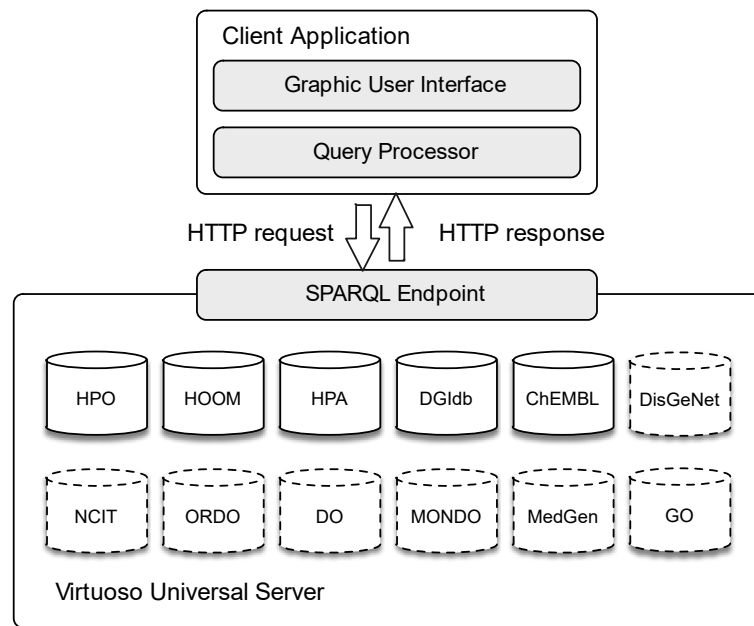 Client Application
Graphic User Interface
Query Processor
HTTP request
HTTP response
SPARQL Endpoint
HPO
HOOM
HPA
DGIdb
ChEMBL
DisGeNet
NCIT
ORDO
DO
MONDO
MedGen
GO
Virtuoso Universal Server